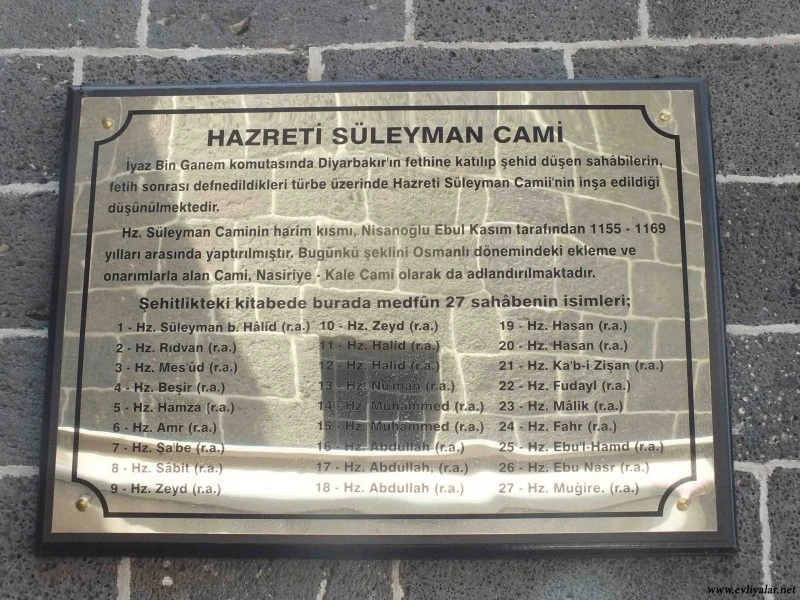 HAZRETİ SÜLEYMAN CAMİ
İyaz Bin Ganem komutasında Diyarbakır'ın fethine katılıp şehid düşen sahâbîlerin,
fetih sonrası defnedildikleri türbe üzerinde Hazreti Süleyman Camii'nin inşa edildiği
düşünülmektedir.
Hz. Süleyman Caminin harim kısmı, Nisanoğlu Ebul Kasım tarafından 1155 - 1169
yılları arasında yaptırılmıştır. Bugünkü şeklini Osmanlı dönemindeki ekleme ve
onarımlarla alan Cami, Nasiriye - Kale Cami olarak da adlandırılmaktadır.
Şehitlikteki kitabede burada medfûn 27 sahâbenin isimleri;
1 - Hz. Süleyman b. Hâlid (r.a.)
2 - Hz. Rıdvan (r.a.)
3 - Hz. Mes'ûd (r.a.)
4 - Hz. Beşir (r.a.)
5 - Hz. Hamza (r.a.)
6 - Hz. Amr (r.a.)
7 - Hz. Şa'be (r.a.)
8 - Hz. Sâbit (r.a.)
9 - Hz. Zeyd (r.a.)
10 - Hz. Zeyd (r.a.)
11 - Hz. Halid (r.a.)
12 - Hz. Halid (r.a.)
13 - Hz. Nu'man (r.a.)
14 - Hz. Muhammed (r.a.)
15 - Hz. Muhammed (r.a.)
16 - Hz. Abdullah (r.a.)
17 - Hz. Abdullah, (r.a.)
18 - Hz. Abdullah (r.a.)
19 - Hz. Hasan (r.a.)
20 - Hz. Hasan (r.a.)
21 - Hz. Ka'b-i Zişan (r.a.)
22 - Hz. Fudayl (r.a.)
23 - Hz. Mâlik (r.a.)
24 - Hz. Fahr (r.a.)
25 - Hz. Ebu'l-Hamd (r.a.)
26 - Hz. Ebu Nasr (r.a.)
27 - Hz. Muğire. (r.a.)
www.evliyalar.net